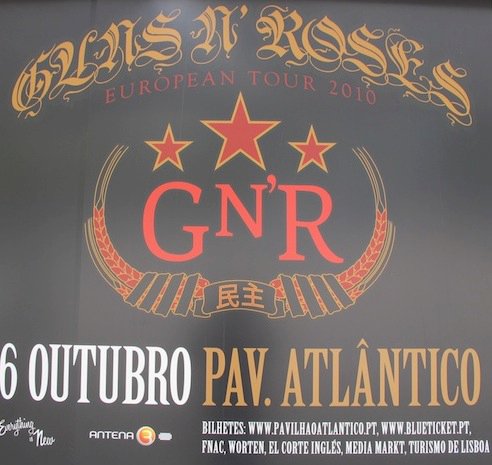 GUNS N' ROSES
EUROPEAN TOUR 2010
GN'R
民主
6 OUTUBRO PAV. ATLÂNTICO
Everything is New
ANTENA 3
BILHETES: WWW.PAVILHAOATLANTICO.PT, WWW.BLUETICKET.PT,
FNAC, WORTEN, EL CORTE INGLÉS, MEDIA MARKT, TURISMO DE LISBOA